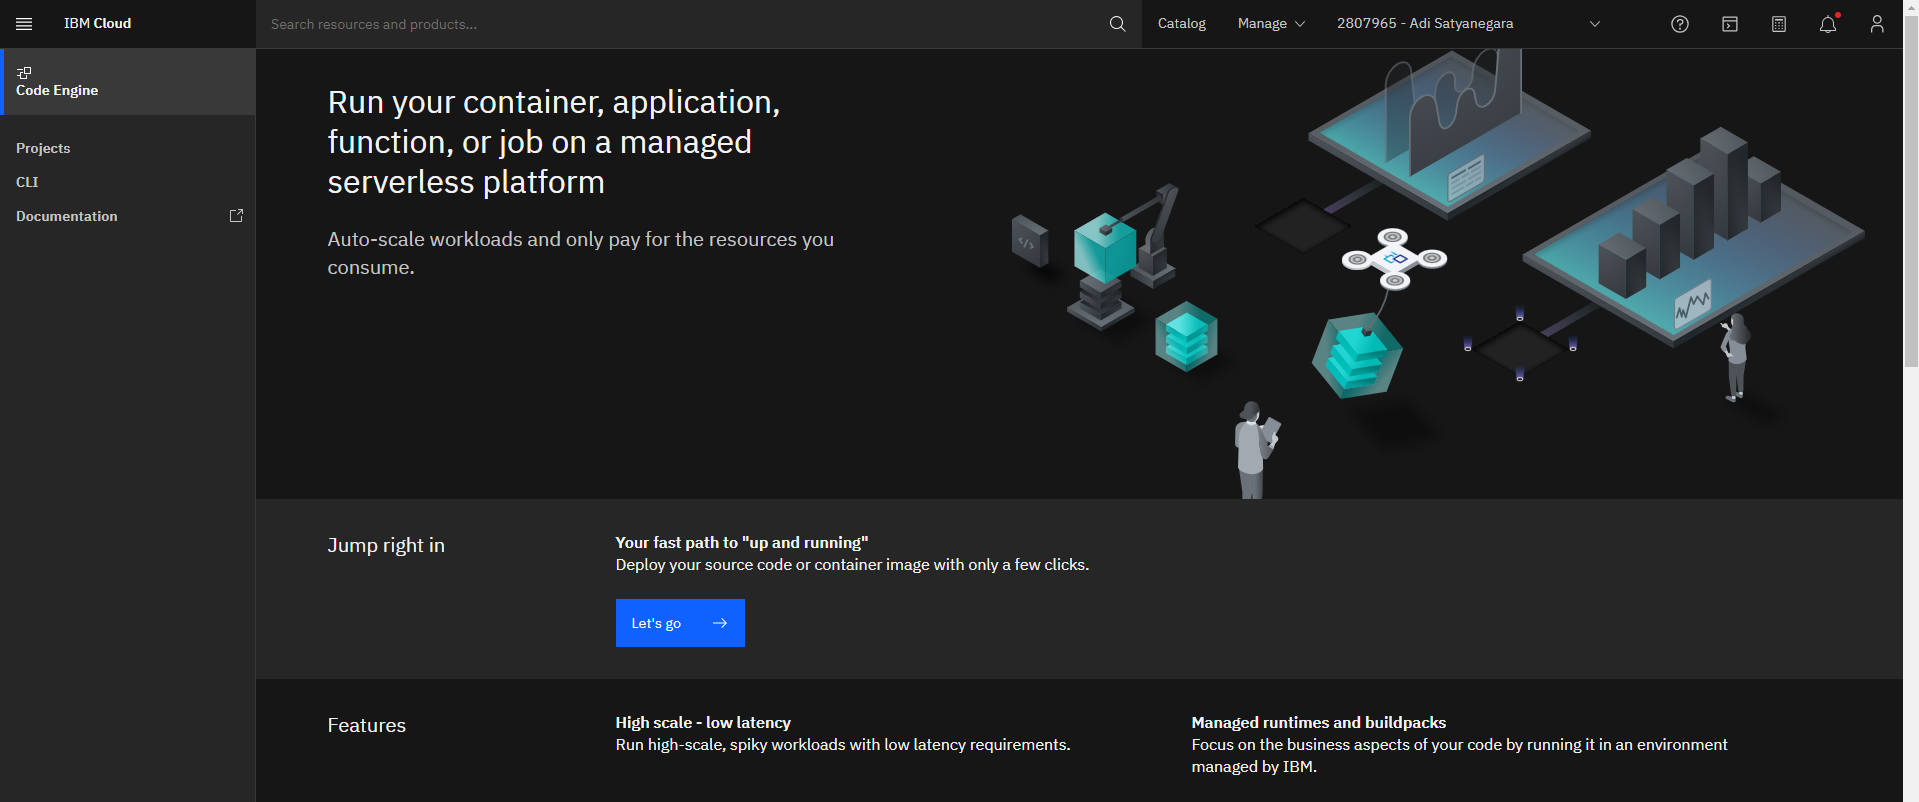 IBM Cloud
Search resources and products...
Catalog
Manage
2807965 - Adi Satyanegara
Code Engine
Projects
CLI
Documentation
Run your container, application,
function, or job on a managed
serverless platform
Auto-scale workloads and only pay for the resources you
consume.
</>
Jump right in
Your fast path to "up and running"
Deploy your source code or container image with only a few clicks.
Let's go
Features
High scale - low latency
Run high-scale, spiky workloads with low latency requirements.
Managed runtimes and buildpacks
Focus on the business aspects of your code by running it in an environment
managed by IBM.